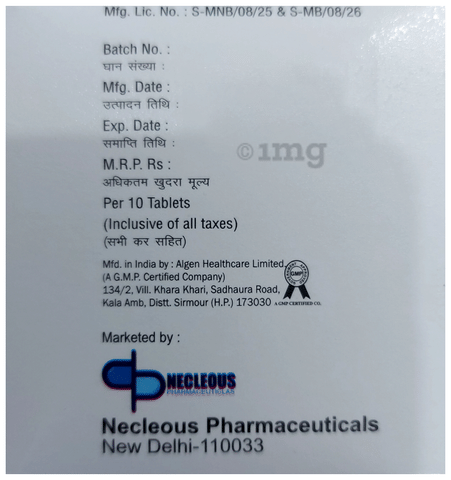 Mfg. Lic. No. : S-MNB/08/25 & S-MB/08/26
Batch No. :
घान संख्या :
Mfg. Date :
उत्पादन तिथि :
Exp. Date :
समाप्ति तिथि :
©1mg
M.R.P. Rs :
अधिकतम खुदरा मूल्य
Per 10 Tablets
(Inclusive of all taxes)
(सभी कर सहित)
Mfd. in India by : Algen Healthcare Limited
(A G.M.P. Certified Company)
GMP
134/2, Vill. Khara Khari, Sadhaura Road,
Kala Amb, Distt. Sirmour (H.P.) 173030
A GMP CERTIFIED CO.
Marketed by :
NECLEOUS
PHARMACEUTICLAS
Necleous Pharmaceuticals
New Delhi-110033